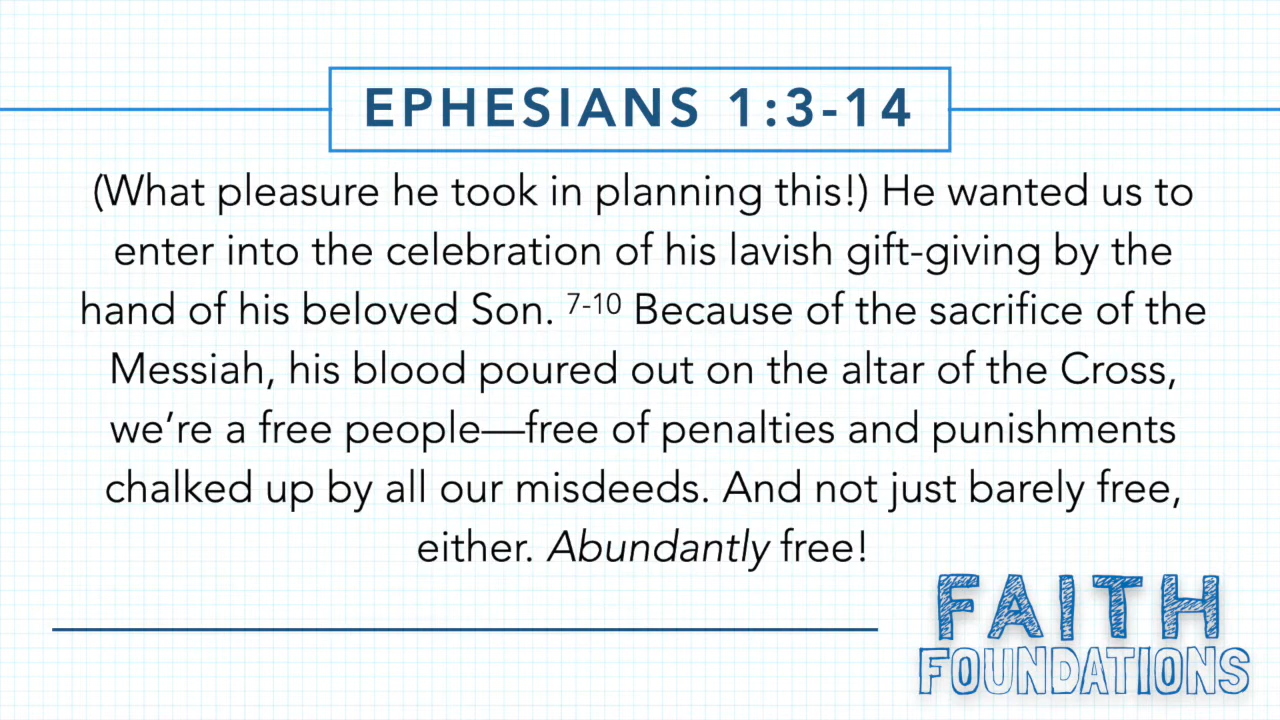 EPHESIANS 1:3-14
(What pleasure he took in planning this!) He wanted us to
enter into the celebration of his lavish gift-giving by the
hand of his beloved Son. 7-10 Because of the sacrifice of the
Messiah, his blood poured out on the altar of the Cross,
we’re a free people—free of penalties and punishments
chalked up by all our misdeeds. And not just barely free,
either. Abundantly free!
FAITH
FOUNDATIONS